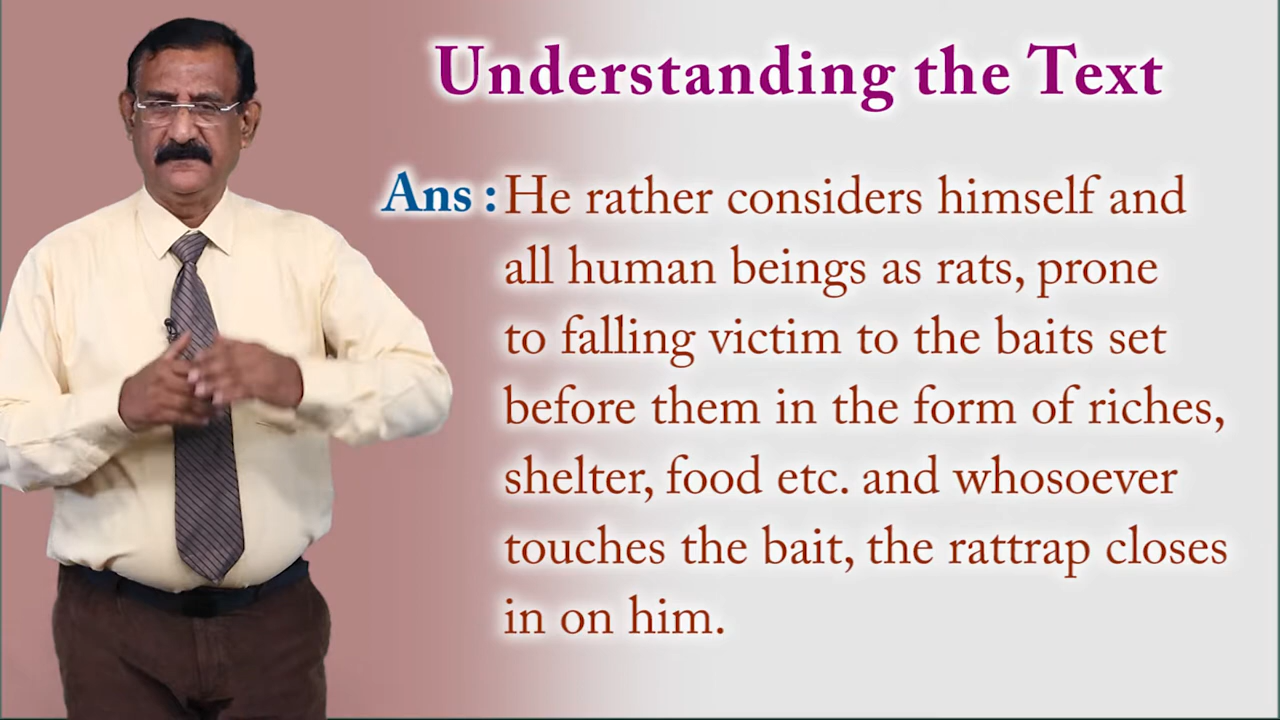 Understanding the Text
Ans : He rather considers himself and
all human beings as rats, prone
to falling victim to the baits set
before them in the form of riches,
shelter, food etc. and whosoever
touches the bait, the rattrap closes
in on him.